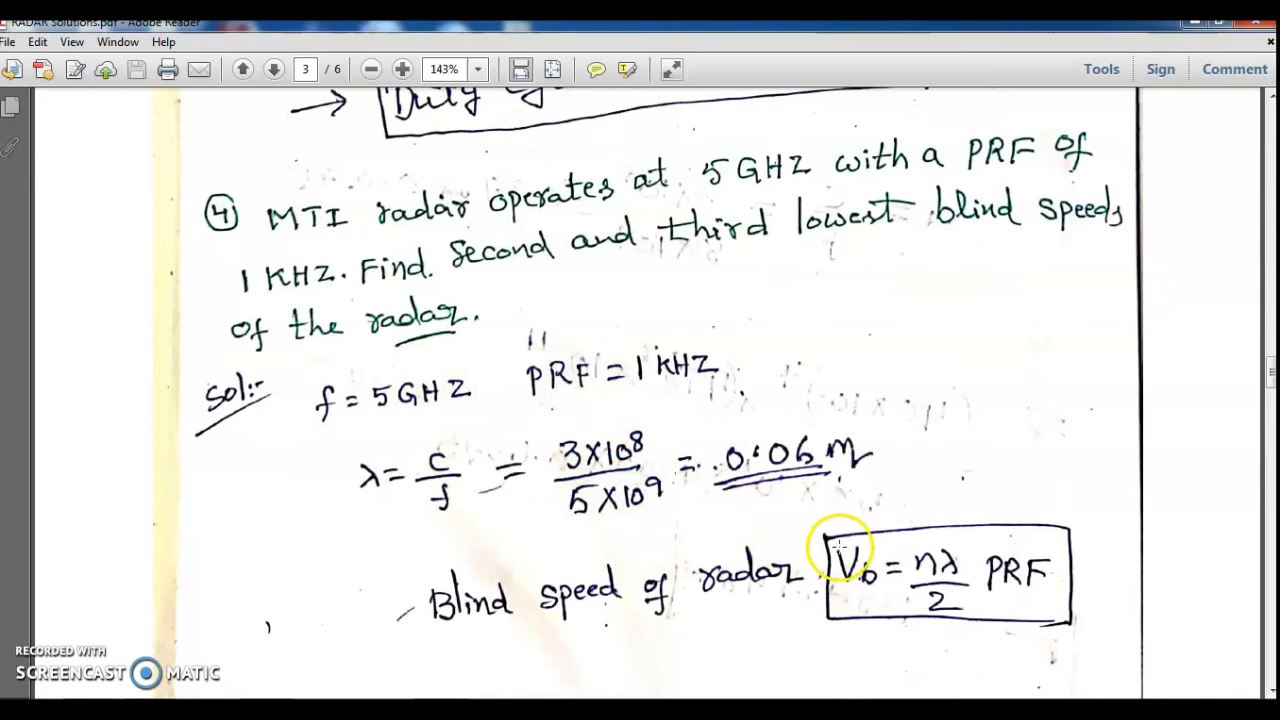 RADAR Solutions.pdf - Adobe Reader
File Edit View Window Help
3 / 6 143% Tools Sign Comment
→ Duty
④ MTI radar operates at 5 GHZ with a PRF of
1 KHZ. Find second and third lowest blind speeds
of the radar.
Sol:- f = 5 GHZ PRF = 1 KHZ
λ = c/f = 3×10⁸/5×10⁹ = 0.06 m
Blind speed of radar V_b = nλ/2 PRF
RECORDED WITH
SCREENCAST MATIC